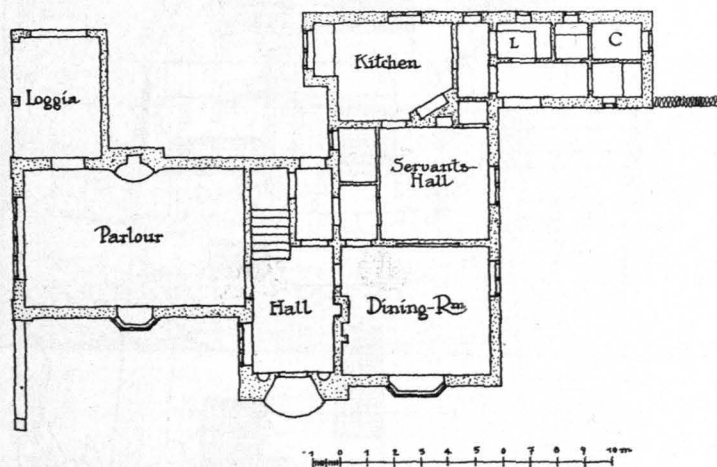 L
C
Kitchen
Loggia
Servants-
Hall
Parlour
Hall
Dining-Rm
1 0 1 2 3 4 5 6 7 8 9 10 m